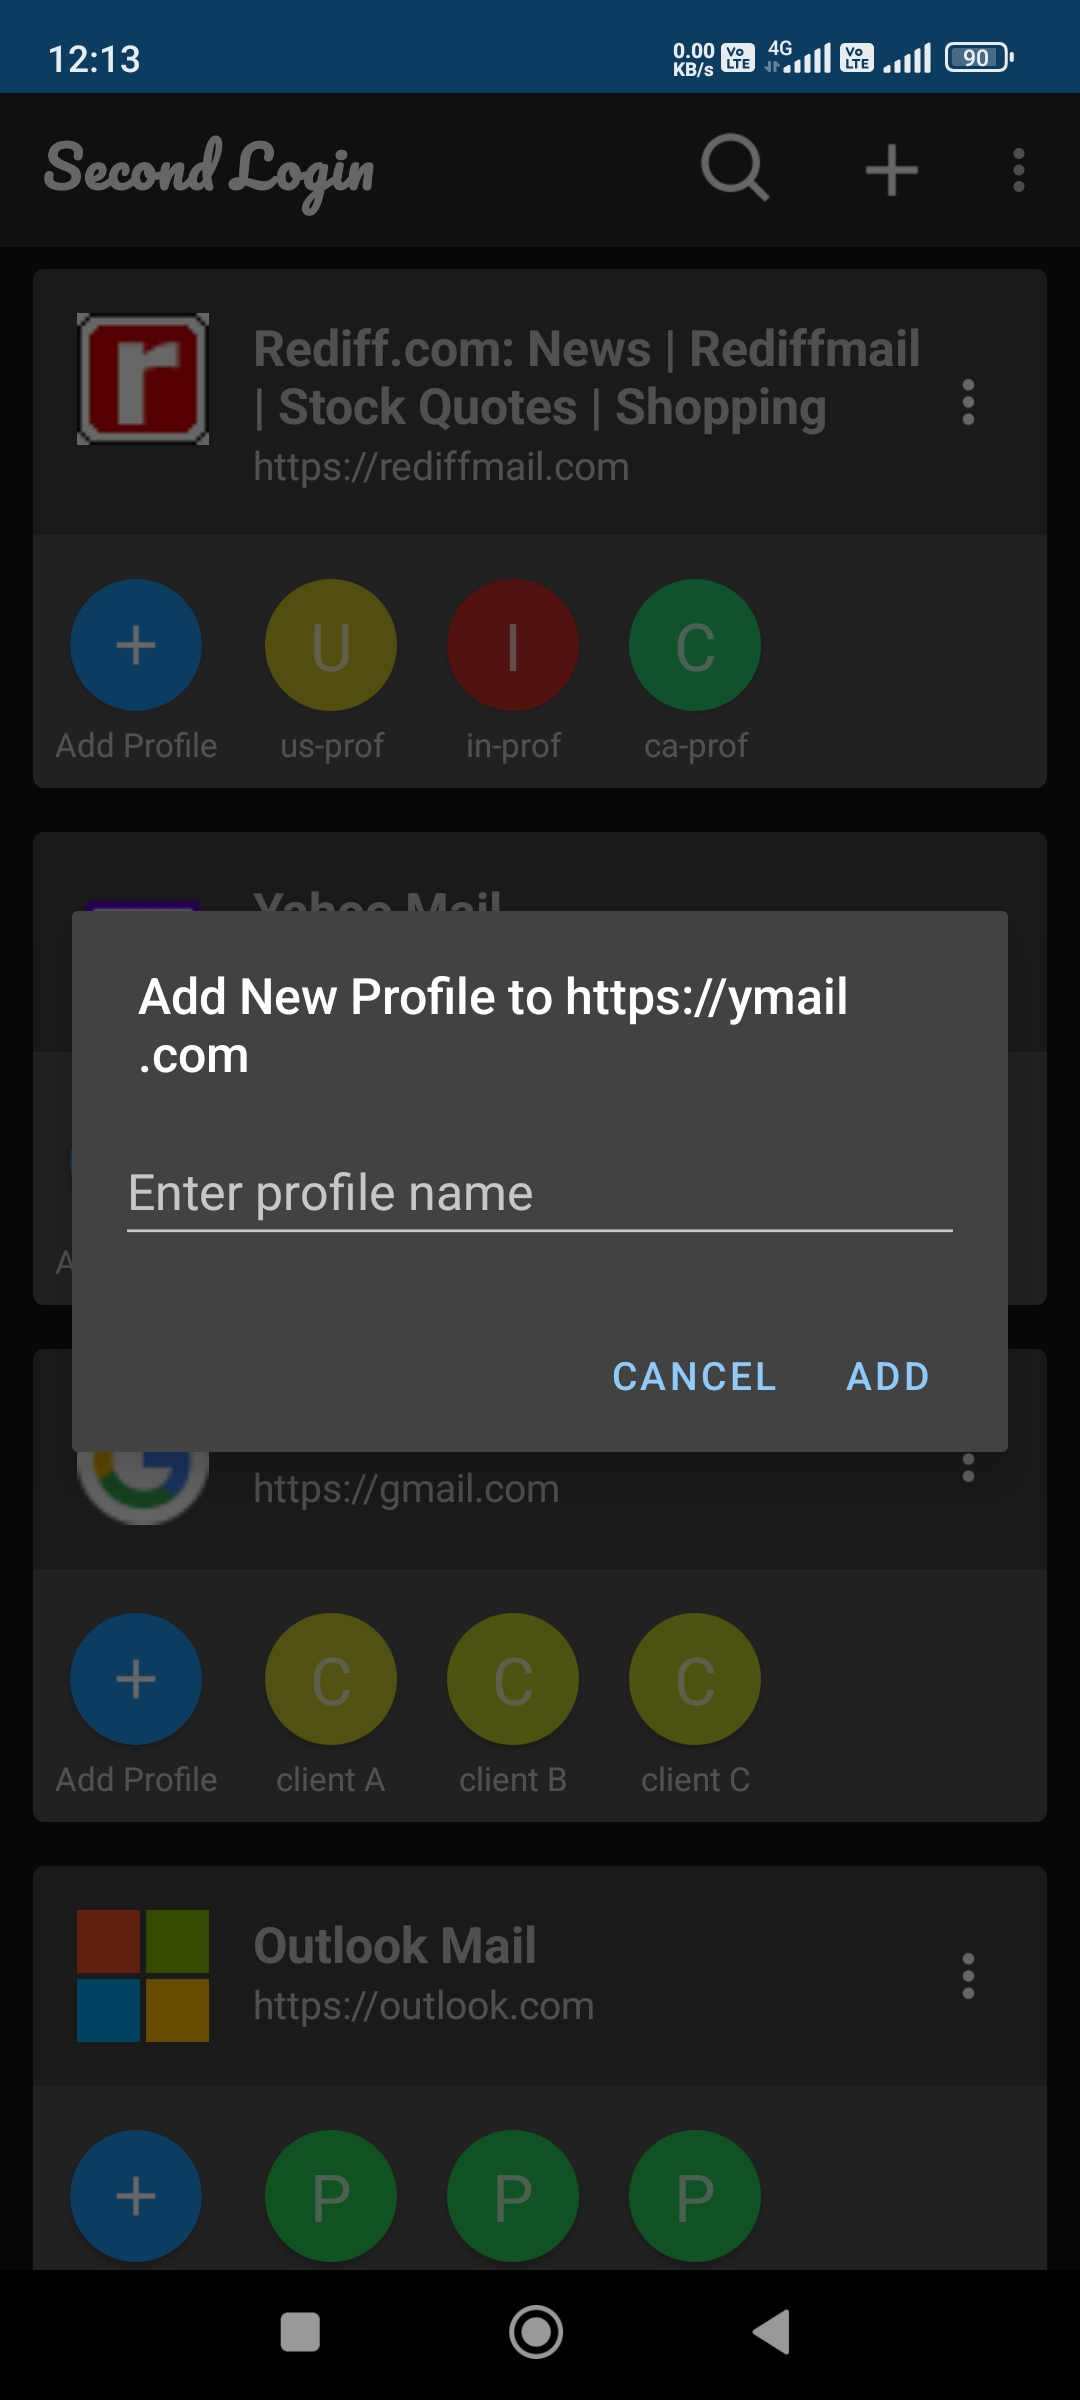 12:13
0.00 KB/s Vo LTE 4G Vo LTE 90
Second Login
Rediff.com: News | Rediffmail
| Stock Quotes | Shopping
https://rediffmail.com
Add Profile us-prof in-prof ca-prof
U I C
Yahoo Mail
Add New Profile to https://ymail
.com
Enter profile name
CANCEL ADD
https://gmail.com
C C C
Add Profile client A client B client C
Outlook Mail
https://outlook.com
P P P